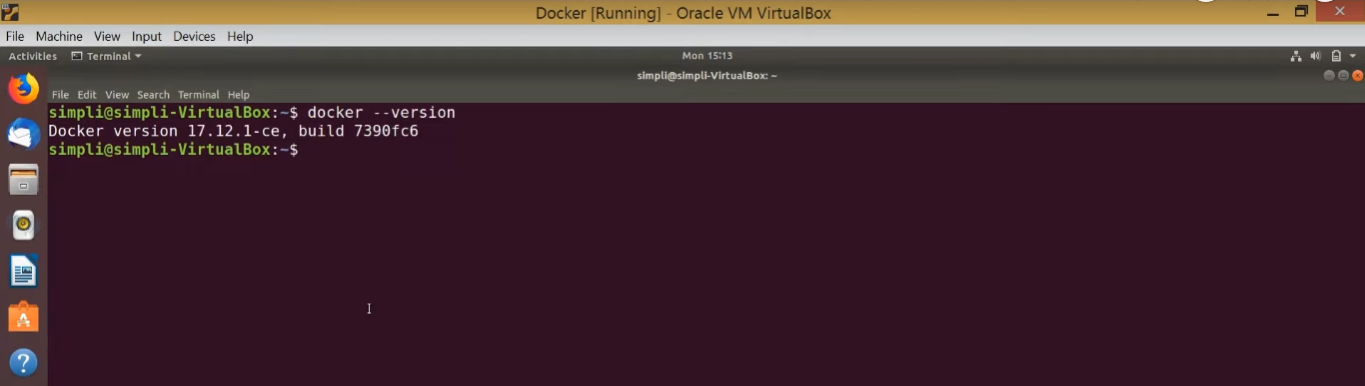 Docker [Running] - Oracle VM VirtualBox
File Machine View Input Devices Help
Activities Terminal Mon 15:13
simpli@simpli-VirtualBox: ~
File Edit View Search Terminal Help
simpli@simpli-VirtualBox:~$ docker --version
Docker version 17.12.1-ce, build 7390fc6
simpli@simpli-VirtualBox:~$